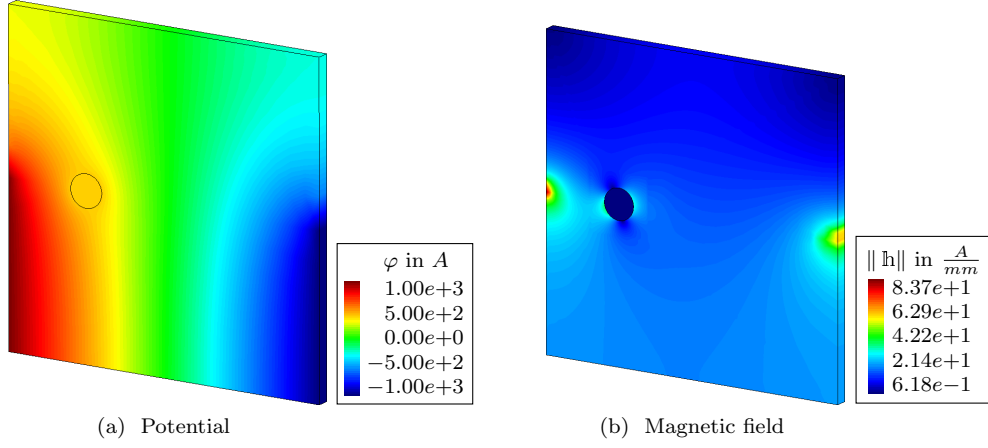 φ in A
1.00e+3
5.00e+2
0.00e+0
−5.00e+2
−1.00e+3
(a) Potential
‖ 𝕙‖ in A/mm
8.37e+1
6.29e+1
4.22e+1
2.14e+1
6.18e−1
(b) Magnetic field